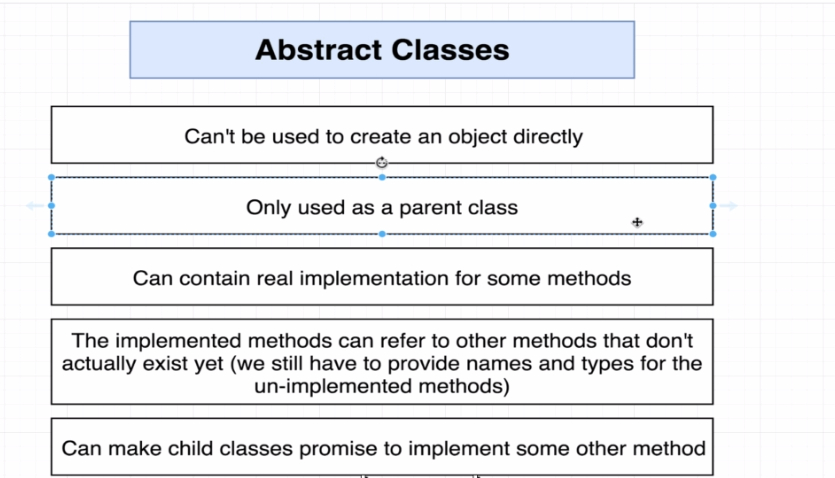 Abstract Classes
Can't be used to create an object directly
Only used as a parent class
Can contain real implementation for some methods
The implemented methods can refer to other methods that don't
actually exist yet (we still have to provide names and types for the
un-implemented methods)
Can make child classes promise to implement some other method